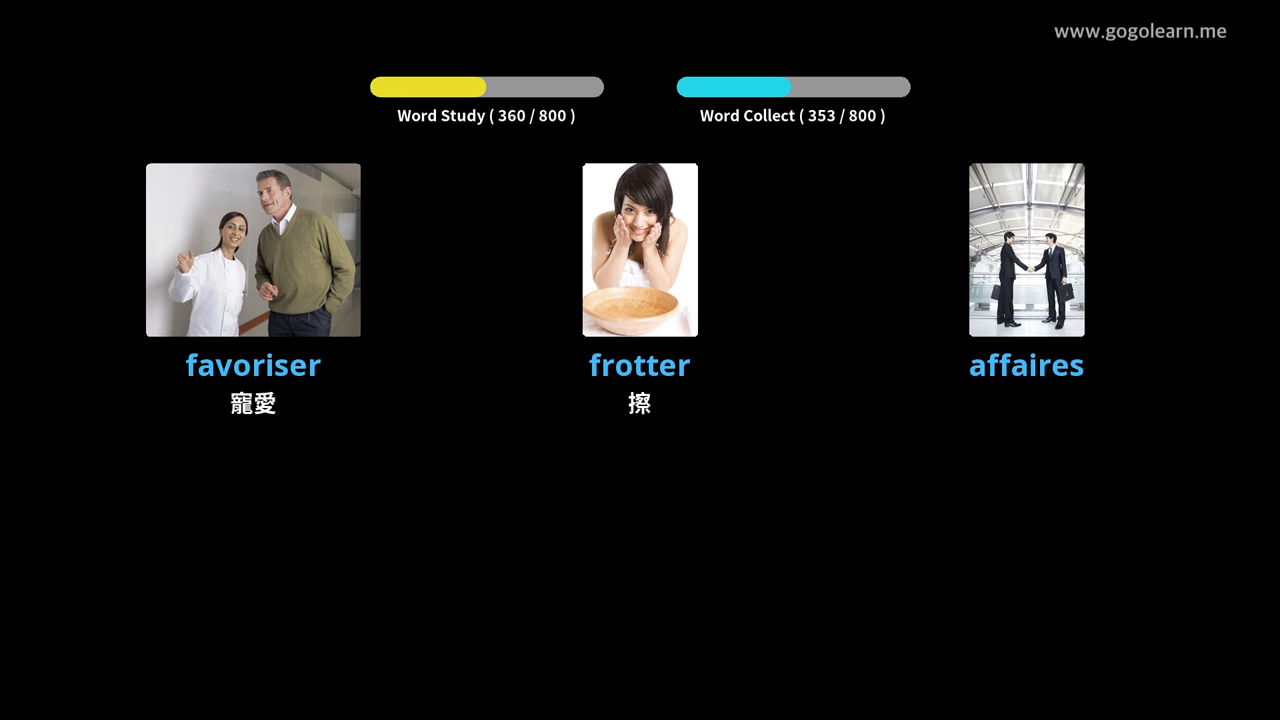 www.gogolearn.me
Word Study ( 360 / 800 )
Word Collect ( 353 / 800 )
favoriser
寵愛
frotter
擦
affaires